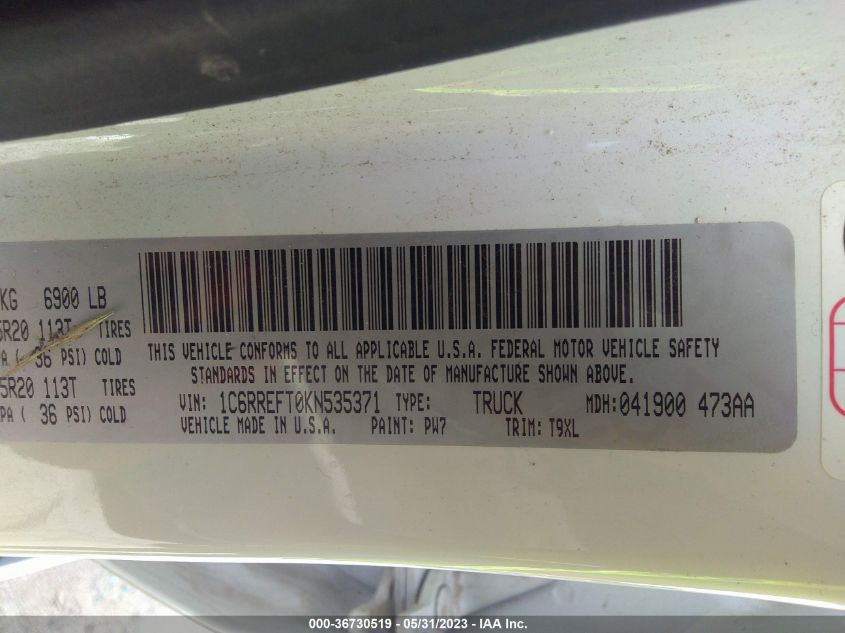 KG 6900 LB
5R20 113T TIRES
PA ( 36 PSI) COLD
5R20 113T TIRES
PA ( 36 PSI) COLD
THIS VEHICLE CONFORMS TO ALL APPLICABLE U.S.A. FEDERAL MOTOR VEHICLE SAFETY
STANDARDS IN EFFECT ON THE DATE OF MANUFACTURE SHOWN ABOVE.
VIN: 1C6RREFT0KN535371 TYPE: TRUCK MDH: 041900 473AA
VEHICLE MADE IN U.S.A. PAINT: PW7 TRIM: T9XL
000-36730519 - 05/31/2023 - IAA Inc.